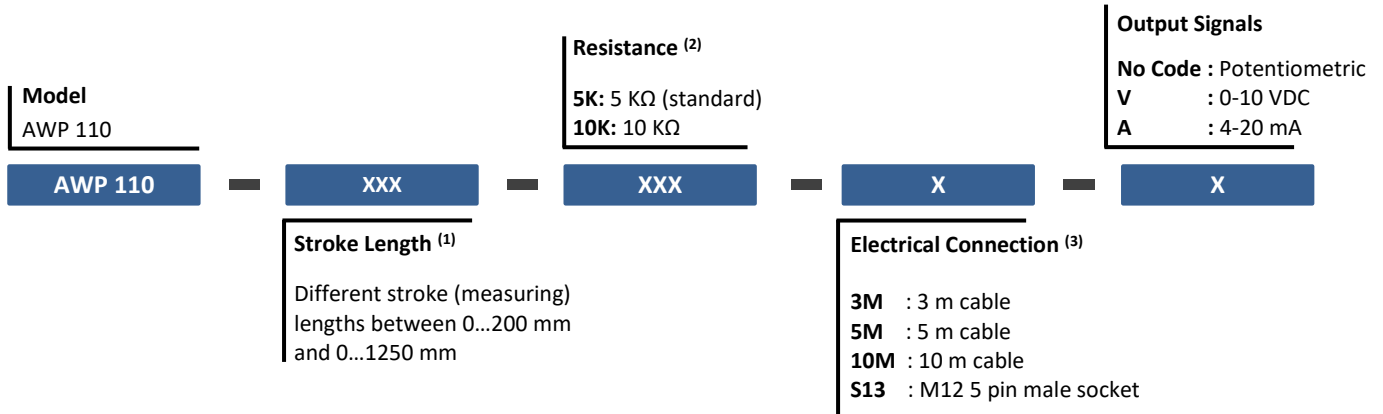 Model
AWP 110
Resistance (2)
5K: 5 KΩ (standard)
10K: 10 KΩ
Output Signals
No Code : Potentiometric
V : 0-10 VDC
A : 4-20 mA
AWP 110 - XXX - XXX - X - X
Stroke Length (1)
Different stroke (measuring)
lengths between 0...200 mm
and 0...1250 mm
Electrical Connection (3)
3M : 3 m cable
5M : 5 m cable
10M : 10 m cable
S13 : M12 5 pin male socket